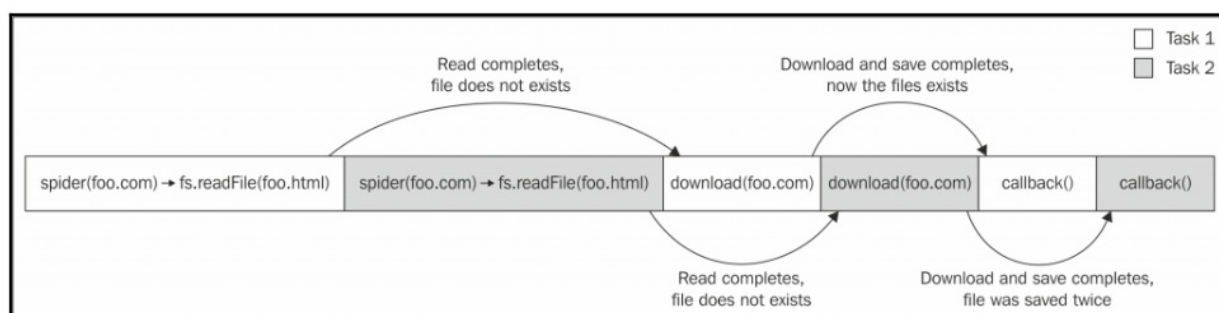 Task 1
Task 2
Read completes,
file does not exists
Download and save completes,
now the files exists
spider(foo.com) → fs.readFile(foo.html)
spider(foo.com) → fs.readFile(foo.html)
download(foo.com)
download(foo.com)
callback()
callback()
Read completes,
file does not exists
Download and save completes,
file was saved twice